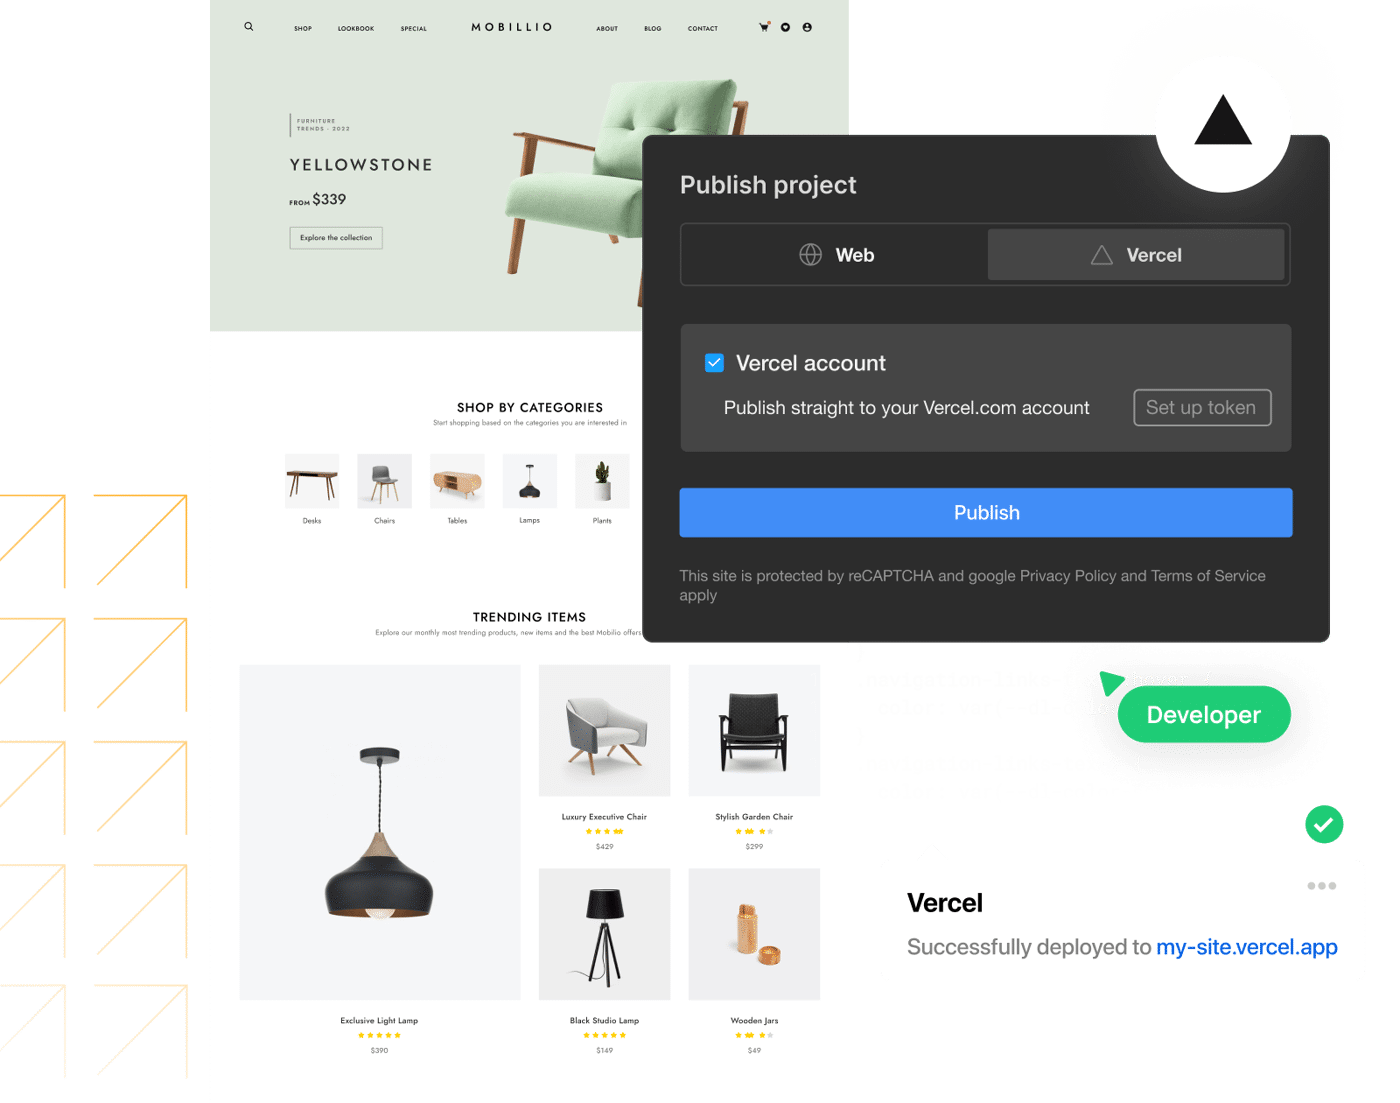 SHOP LOOKBOOK SPECIAL MOBILLIO ABOUT BLOG CONTACT
FURNITURE
TRENDS - 2022
YELLOWSTONE
FROM $339
Explore the collection
Publish project
Web Vercel
Vercel account
Publish straight to your Vercel.com account Set up token
Publish
This site is protected by reCAPTCHA and google Privacy Policy and Terms of Service
apply
SHOP BY CATEGORIES
Start shopping based on the categories you are interested in
Desks Chairs Tables Lamps Plants
TRENDING ITEMS
Explore our monthly most trending products, new items and the best Mobilio offers
Developer
Luxury Executive Chair Stylish Garden Chair
$429 $299
Vercel
Successfully deployed to my-site.vercel.app
Exclusive Light Lamp Black Studio Lamp Wooden Jars
$390 $149 $49